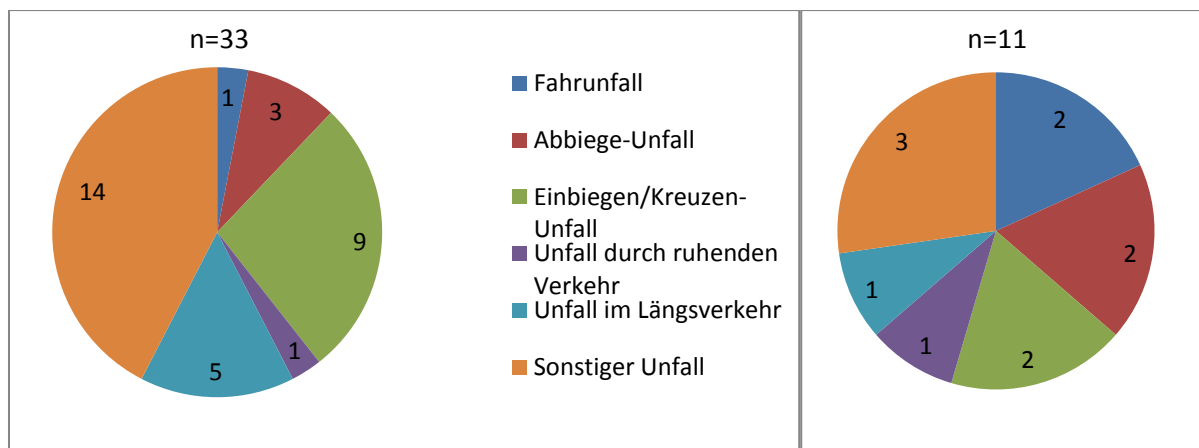 n=33
1
3
9
1
5
14
Fahrunfall
Abbiege-Unfall
Einbiegen/Kreuzen-
Unfall
Unfall durch ruhenden
Verkehr
Unfall im Längsverkehr
Sonstiger Unfall
n=11
2
2
2
1
1
3